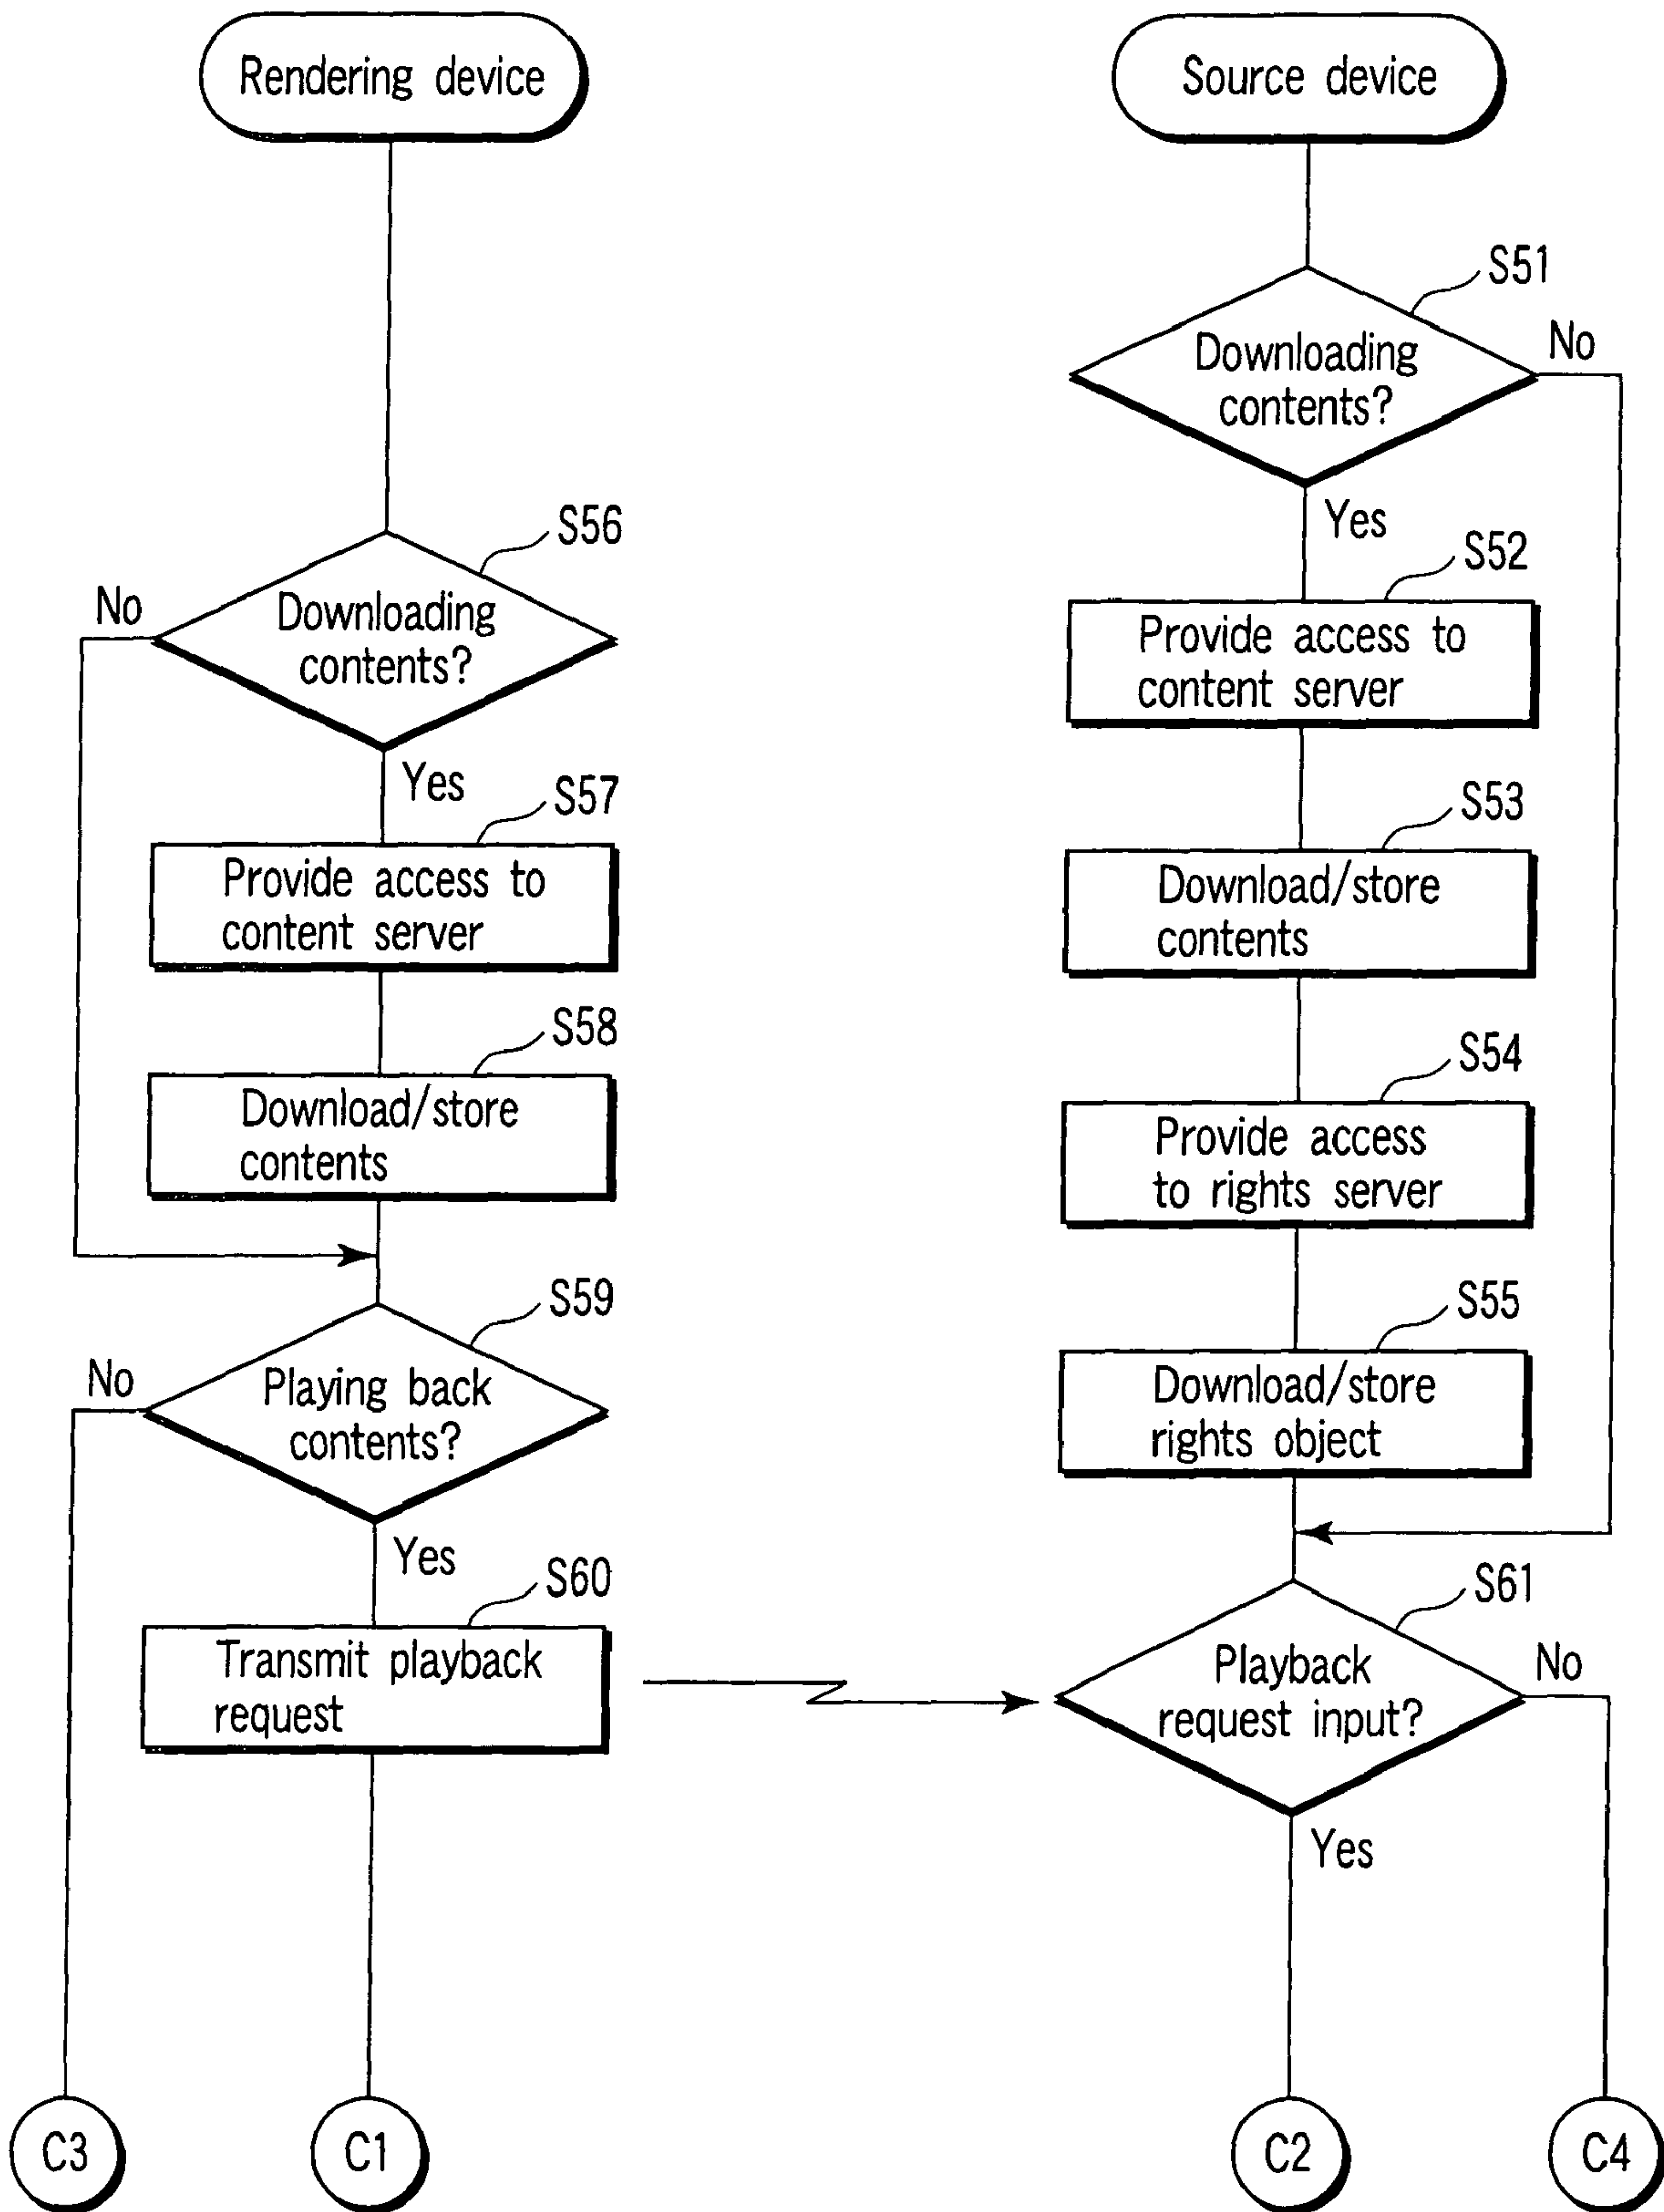 Rendering device
S56
No
Downloading
contents?
Yes
S57
Provide access to
content server
S58
Download/store
contents
S59
No
Playing back
contents?
Yes
S60
Transmit playback
request
C3
C1
Source device
S51
No
Downloading
contents?
Yes
S52
Provide access to
content server
S53
Download/store
contents
S54
Provide access
to rights server
S55
Download/store
rights object
S61
Playback
request input?
No
Yes
C2
C4